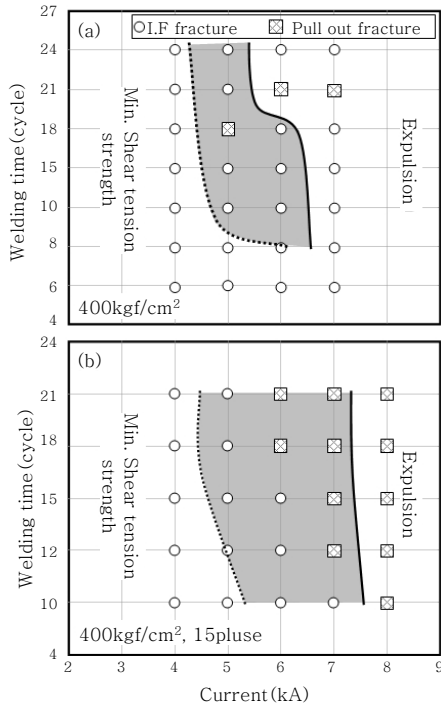 I.F fracture Pull out fracture
(a)
27
24
21
18
15
10
8
6
4
Welding time(cycle)
Min. Shear tension
strength
Expulsion
400kgf/cm²
(b)
24
21
18
15
12
10
4
Welding time(cycle)
Min. Shear tension
strength
Expulsion
400kgf/cm², 15pluse
2 3 4 5 6 7 8 9
Current(kA)